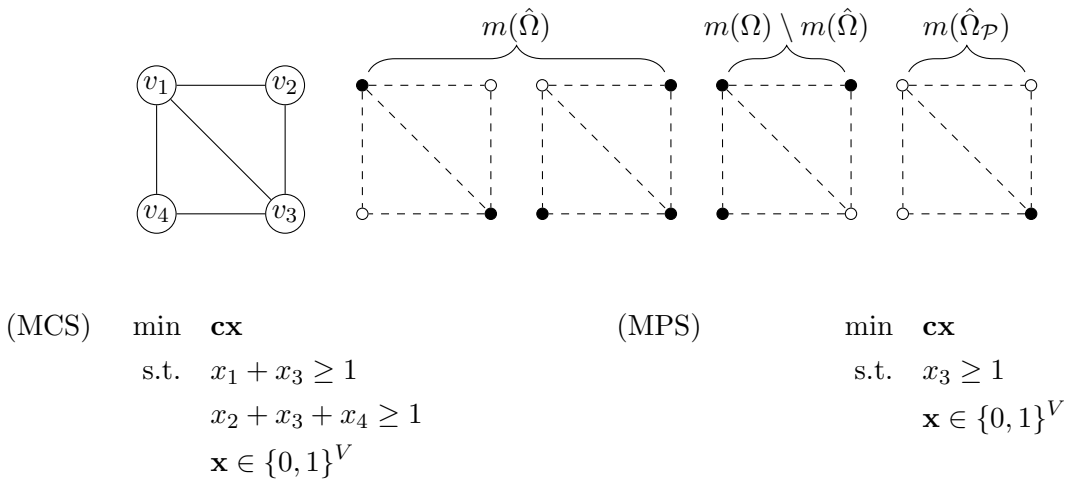 m(Ω̂) m(Ω) \ m(Ω̂) m(Ω̂_𝒫)
v₁ v₂
v₄ v₃
(MCS) min cx (MPS) min cx
s.t. x₁ + x₃ ≥ 1 s.t. x₃ ≥ 1
x₂ + x₃ + x₄ ≥ 1 x ∈ {0, 1}^V
x ∈ {0, 1}^V